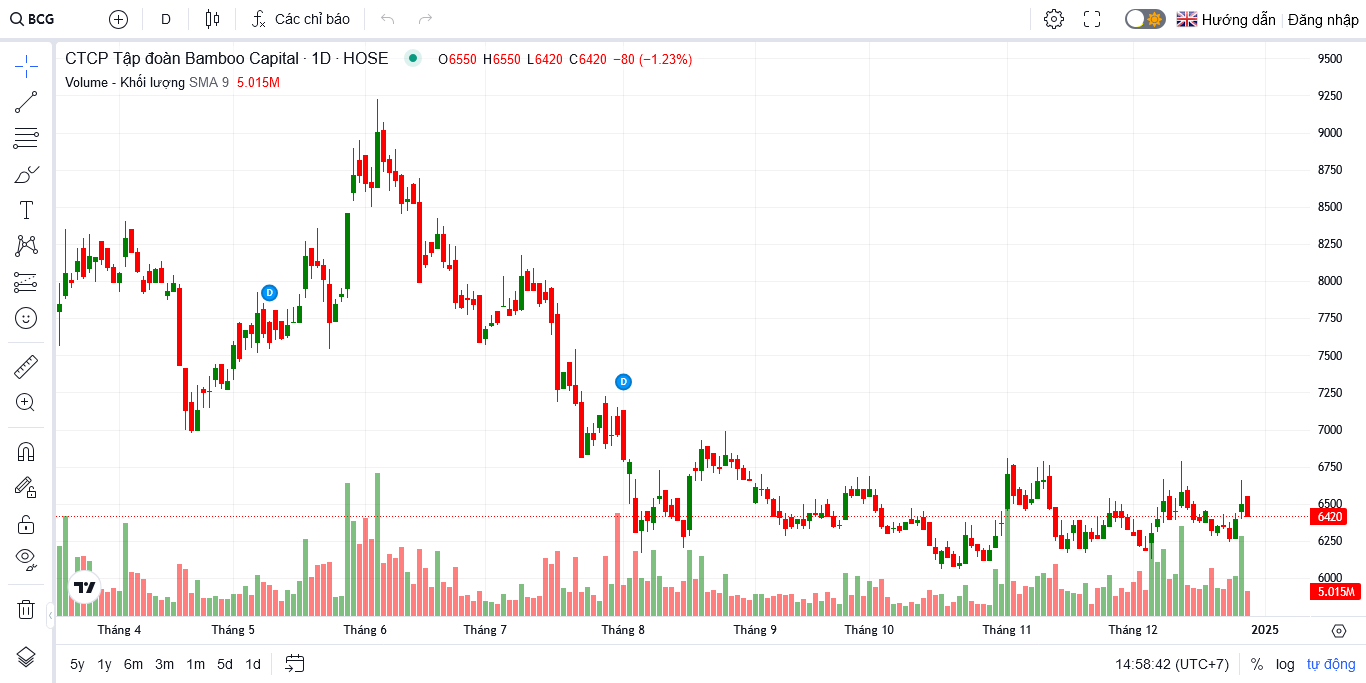 BCG D Các chỉ báo Hướng dẫn Đăng nhập
CTCP Tập đoàn Bamboo Capital · 1D · HOSE O6550 H6550 L6420 C6420 −80 (−1.23%)
Volume - Khối lượng SMA 9 5.015M
9500
9250
9000
8750
8500
8250
8000
D
7750
7500
D
7250
7000
6750
6500
6420
6250
6000
5.015M
Tháng 4 Tháng 5 Tháng 6 Tháng 7 Tháng 8 Tháng 9 Tháng 10 Tháng 11 Tháng 12 2025
5y 1y 6m 3m 1m 5d 1d 14:58:42 (UTC+7) % log tự động